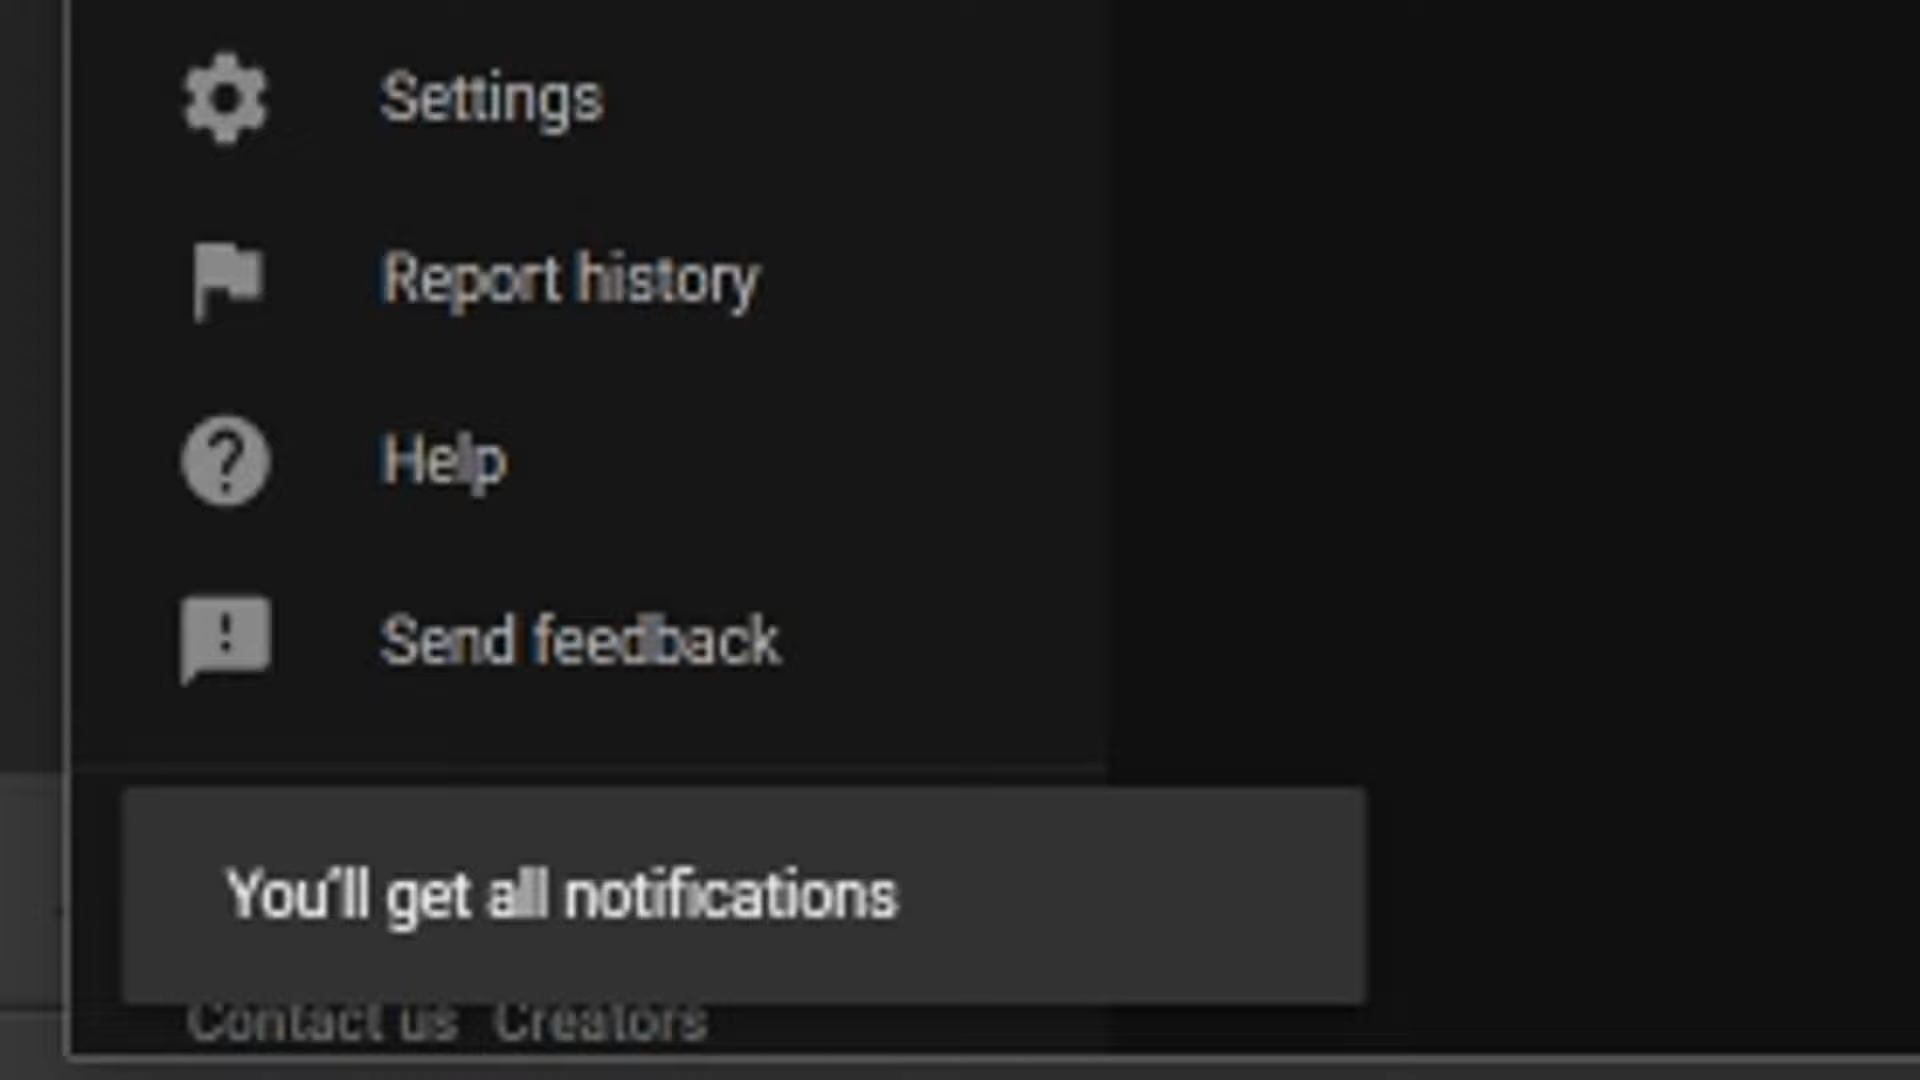 Settings
Report history
Help
Send feedback
You'll get all notifications
Contact us Creators